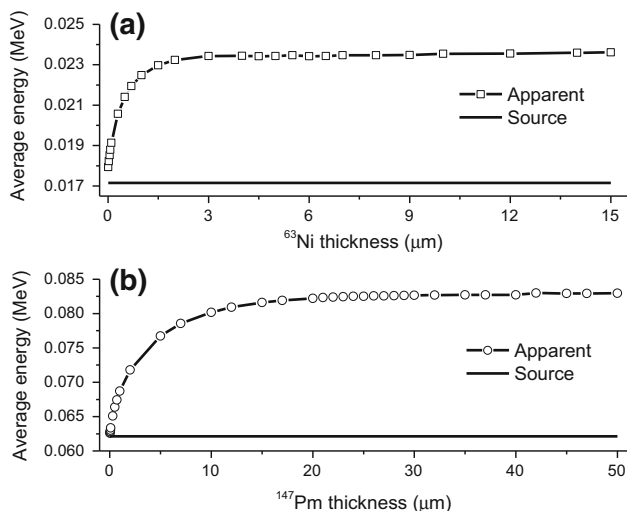 (a)
Average energy (MeV)
0.025
0.023
0.021
0.019
0.017
Apparent
Source
0 3 6 9 12 15
⁶³Ni thickness (μm)
(b)
Average energy (MeV)
0.085
0.080
0.075
0.070
0.065
0.060
Apparent
Source
0 10 20 30 40 50
¹⁴⁷Pm thickness (μm)